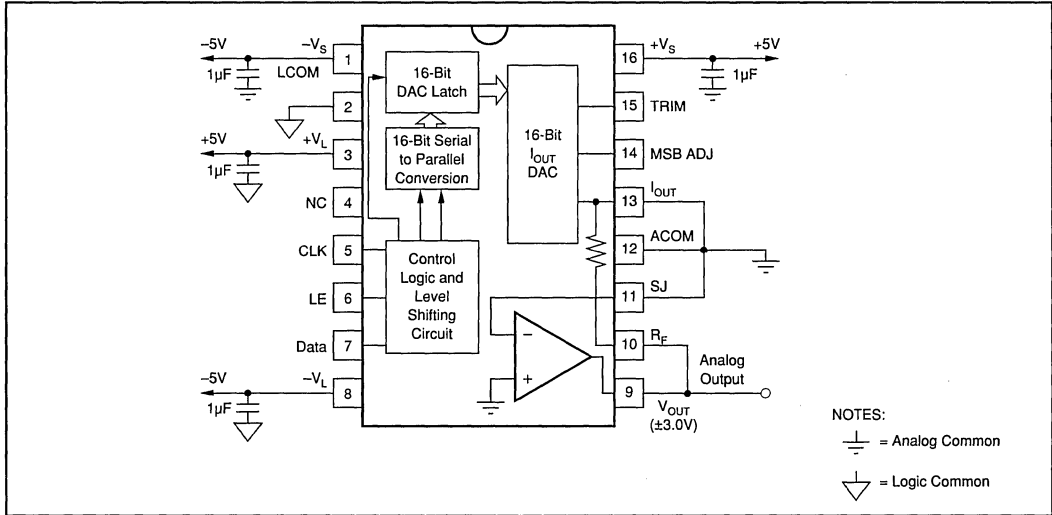 –5V
1µF
–V_S
1
LCOM
2
+5V
1µF
+V_L
3
NC
4
CLK
5
LE
6
Data
7
–5V
1µF
–V_L
8
16-Bit
DAC Latch
16-Bit Serial
to Parallel
Conversion
Control
Logic and
Level
Shifting
Circuit
16-Bit
I_OUT
DAC
–
+
16
+V_S
+5V
1µF
15
TRIM
14
MSB ADJ
13
I_OUT
12
ACOM
11
SJ
10
R_F
9
V_OUT
(±3.0V)
Analog
Output
NOTES:
= Analog Common
= Logic Common